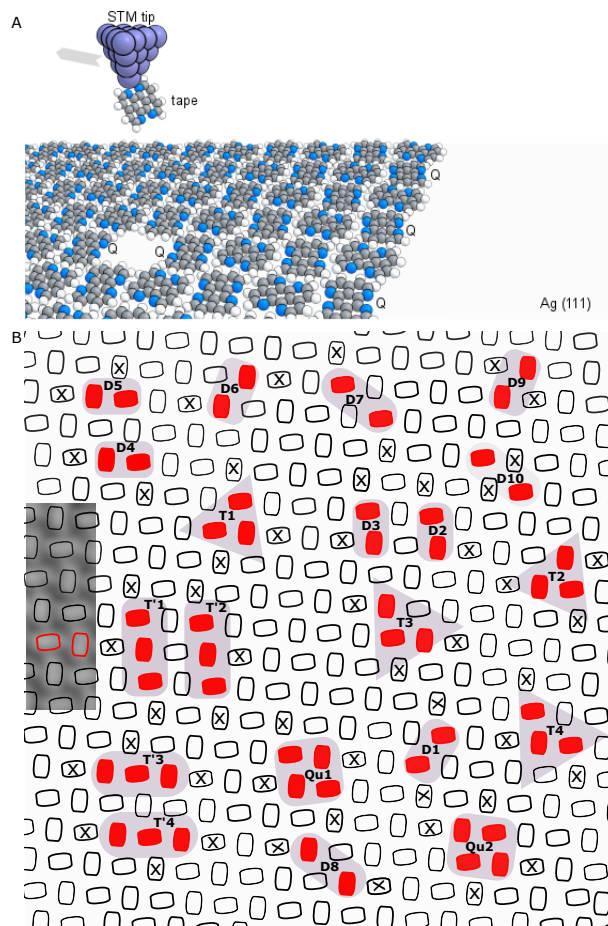 A
STM tip
tape
Q
Q
Q
Q
Q
Ag (111)
B
X
X
D5
D6
X
D7
D9
X
X
X
D4
X
X
X
X
X
D10
X
X
T1
D3
D2
X
X
X
X
T2
X
X
X
X
T'1
T'2
X
T3
X
X
X
X
X
X
X
X
X
T4
T'3
Qu1
D1
X
X
X
X
X
X
X
T'4
X
X
X
D8
Qu2
X
X
X
X